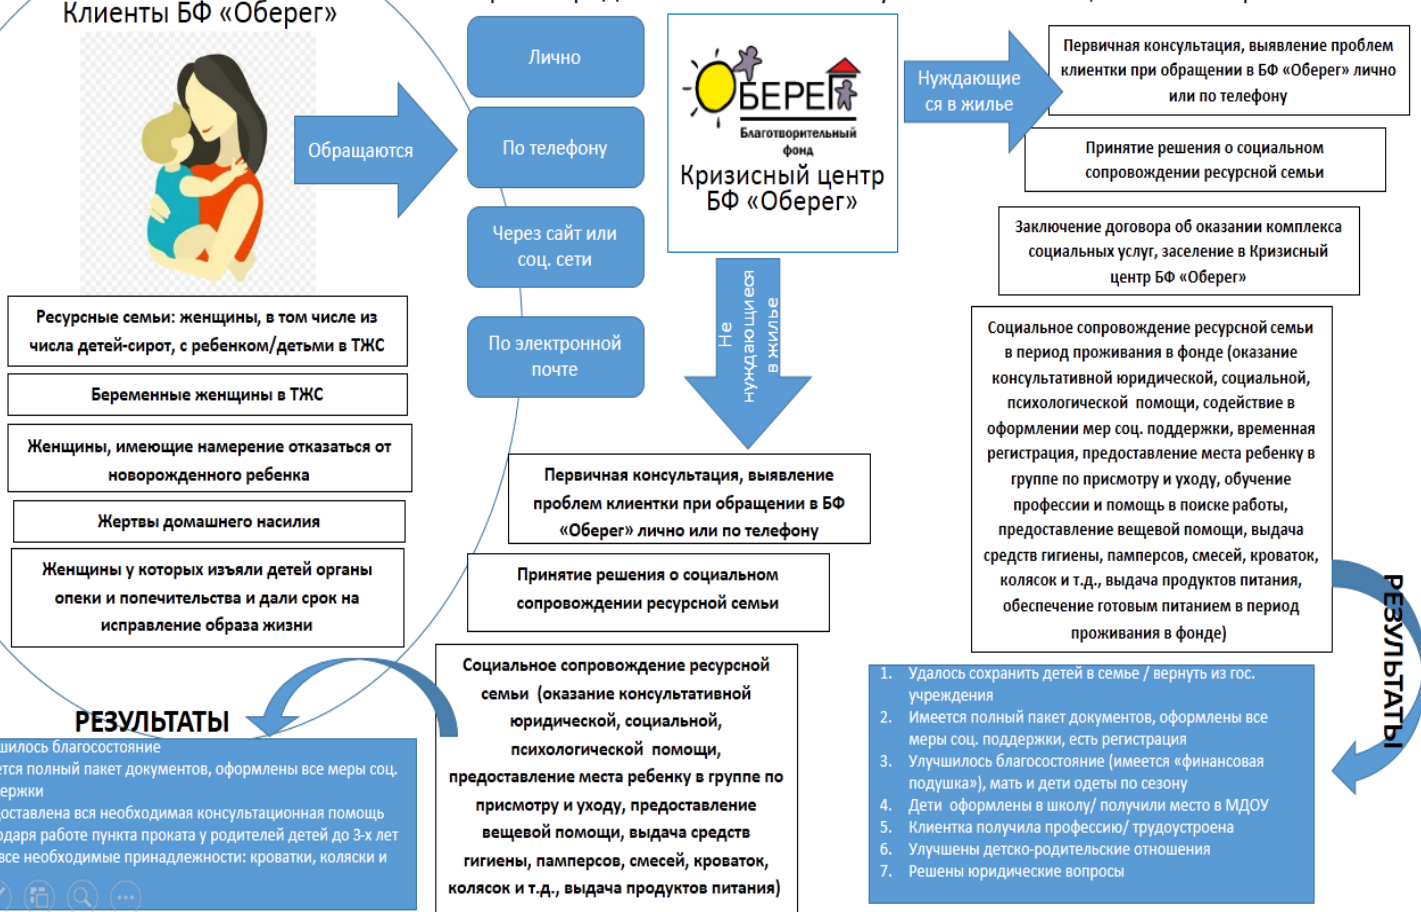 Клиенты БФ «Оберег»
Обращаются
Ресурсные семьи: женщины, в том числе из
числа детей-сирот, с ребенком/детьми в ТЖС
Беременные женщины в ТЖС
Женщины, имеющие намерение отказаться от
новорожденного ребенка
Жертвы домашнего насилия
Женщины у которых изъяли детей органы
опеки и попечительства и дали срок на
исправление образа жизни
Лично
По телефону
Через сайт или
соц. сети
По электронной
почте
ОБЕРЕГ
Благотворительный
фонд
Кризисный центр
БФ «Оберег»
Не
нуждающиеся
в жилье
Первичная консультация, выявление
проблем клиентки при обращении в БФ
«Оберег» лично или по телефону
Принятие решения о социальном
сопровождении ресурсной семьи
Социальное сопровождение ресурсной
семьи (оказание консультативной
юридической, социальной,
психологической помощи,
предоставление места ребенку в группе по
присмотру и уходу, предоставление
вещевой помощи, выдача средств
гигиены, памперсов, смесей, кроваток,
колясок и т.д., выдача продуктов питания)
РЕЗУЛЬТАТЫ
благосостояние
полный пакет документов, оформлены все меры соц.
вся необходимая консультационная помощь
работе пункта проката у родителей детей до 3-х лет
все необходимые принадлежности: кроватки, коляски и
Нуждающие
ся в жилье
Первичная консультация, выявление проблем
клиентки при обращении в БФ «Оберег» лично
или по телефону
Принятие решения о социальном
сопровождении ресурсной семьи
Заключение договора об оказании комплекса
социальных услуг, заселение в Кризисный
центр БФ «Оберег»
Социальное сопровождение ресурсной семьи
в период проживания в фонде (оказание
консультативной юридической, социальной,
психологической помощи, содействие в
оформлении мер соц. поддержки, временная
регистрация, предоставление места ребенку в
группе по присмотру и уходу, обучение
профессии и помощь в поиске работы,
предоставление вещевой помощи, выдача
средств гигиены, памперсов, смесей, кроваток,
колясок и т.д., выдача продуктов питания,
обеспечение готовым питанием в период
проживания в фонде)
РЕЗУЛЬТАТЫ
1. Удалось сохранить детей в семье / вернуть из гос.
учреждения
2. Имеется полный пакет документов, оформлены все
меры соц. поддержки, есть регистрация
3. Улучшилось благосостояние (имеется «финансовая
подушка»), мать и дети одеты по сезону
4. Дети оформлены в школу/ получили место в МДОУ
5. Клиентка получила профессию/ трудоустроена
6. Улучшены детско-родительские отношения
7. Решены юридические вопросы